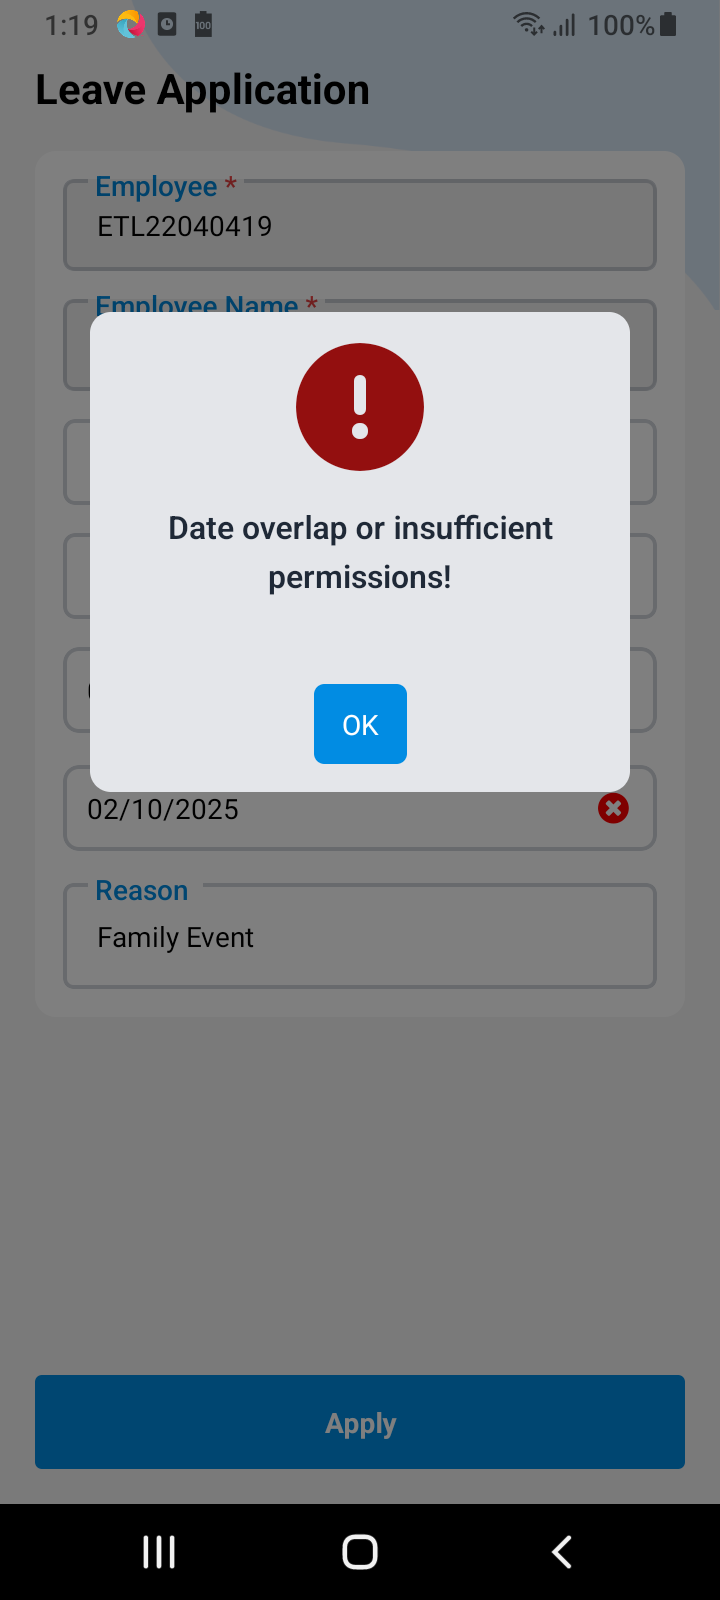 1:19
100
100%
Leave Application
Employee *
ETL22040419
Employee Name *
Date overlap or insufficient
permissions!
OK
02/10/2025
Reason
Family Event
Apply